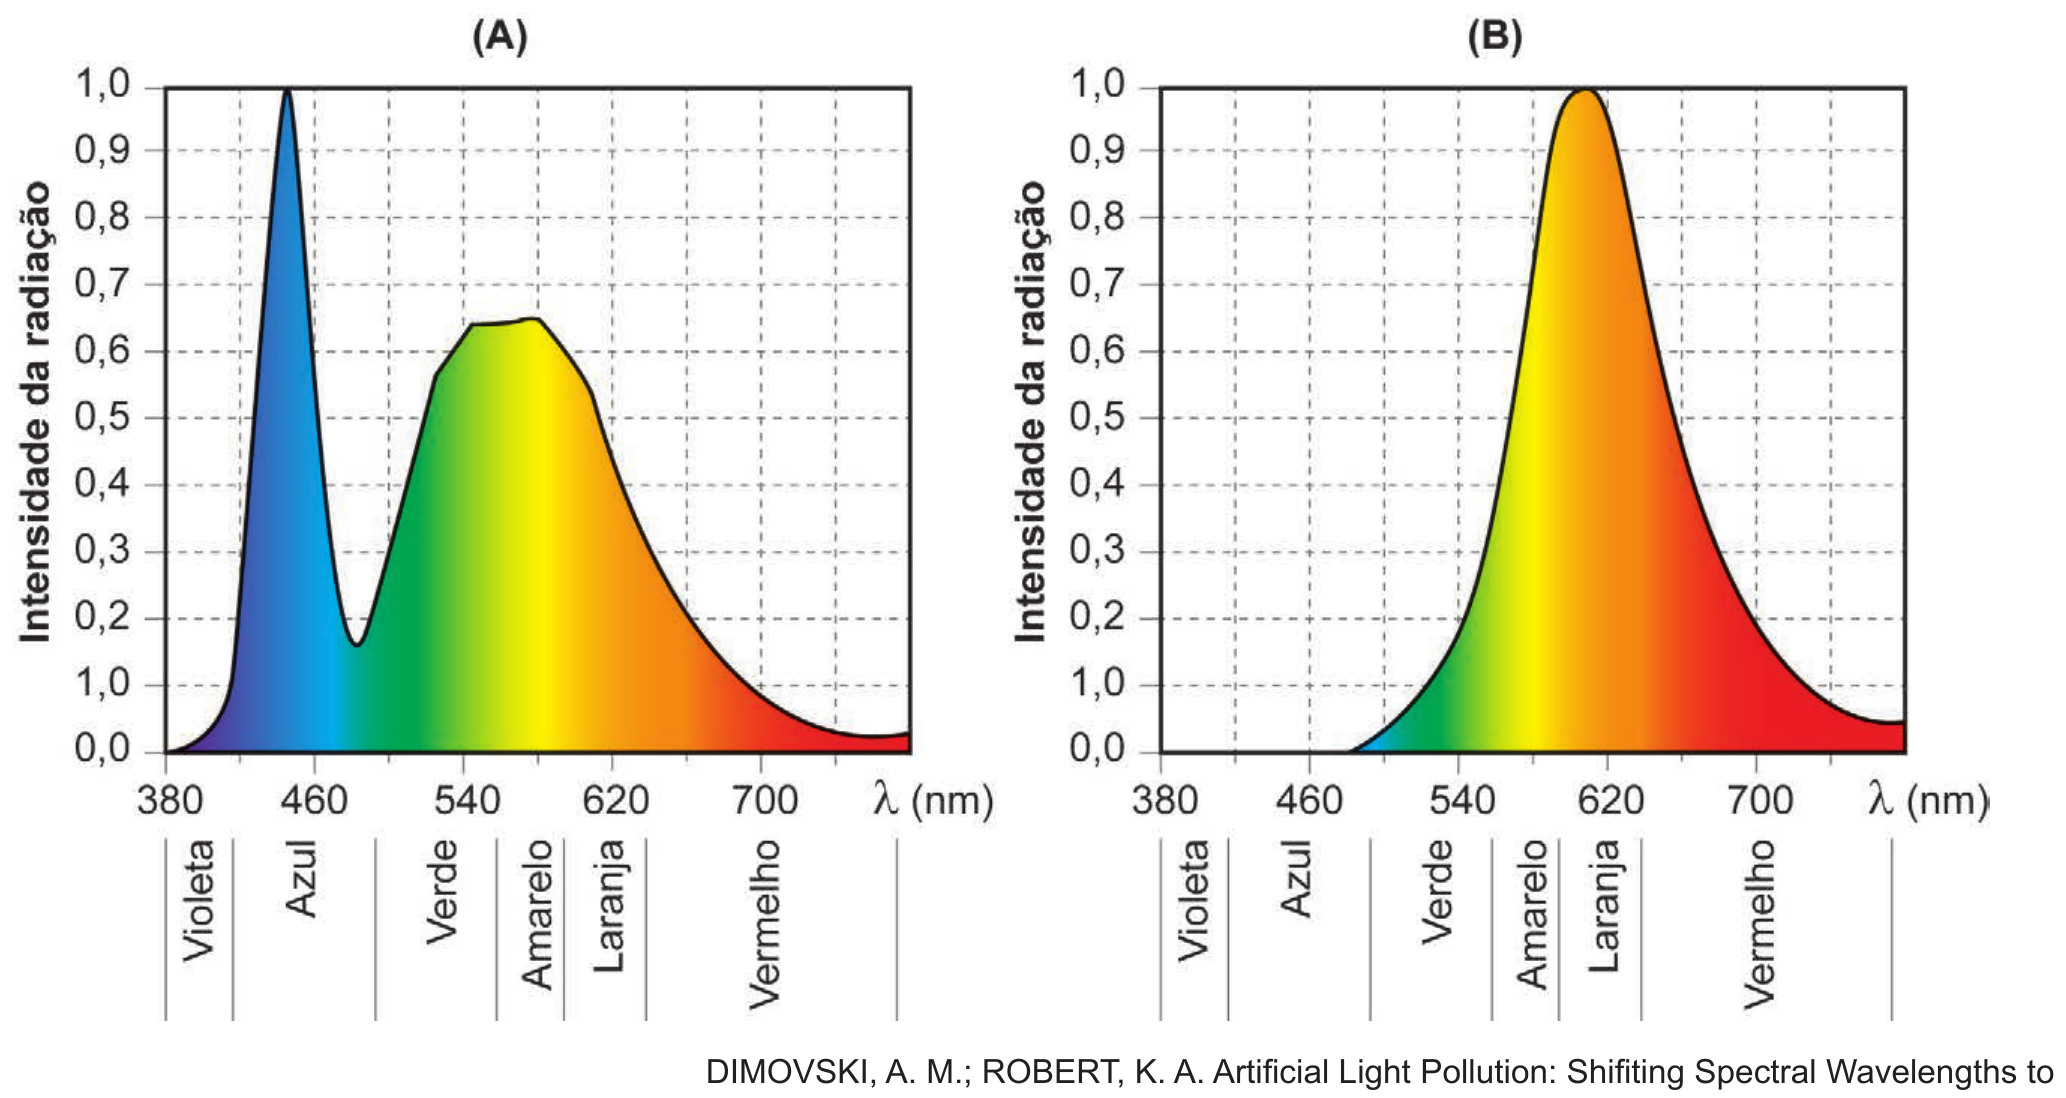 (A)
Intensidade da radiação
1,0
0,9
0,8
0,7
0,6
0,5
0,4
0,3
0,2
1,0
0,0
380 460 540 620 700 λ (nm)
Violeta
Azul
Verde
Amarelo
Laranja
Vermelho
(B)
Intensidade da radiação
1,0
0,9
0,8
0,7
0,6
0,5
0,4
0,3
0,2
1,0
0,0
380 460 540 620 700 λ (nm)
Violeta
Azul
Verde
Amarelo
Laranja
Vermelho
DIMOVSKI, A. M.; ROBERT, K. A. Artificial Light Pollution: Shifiting Spectral Wavelengths to